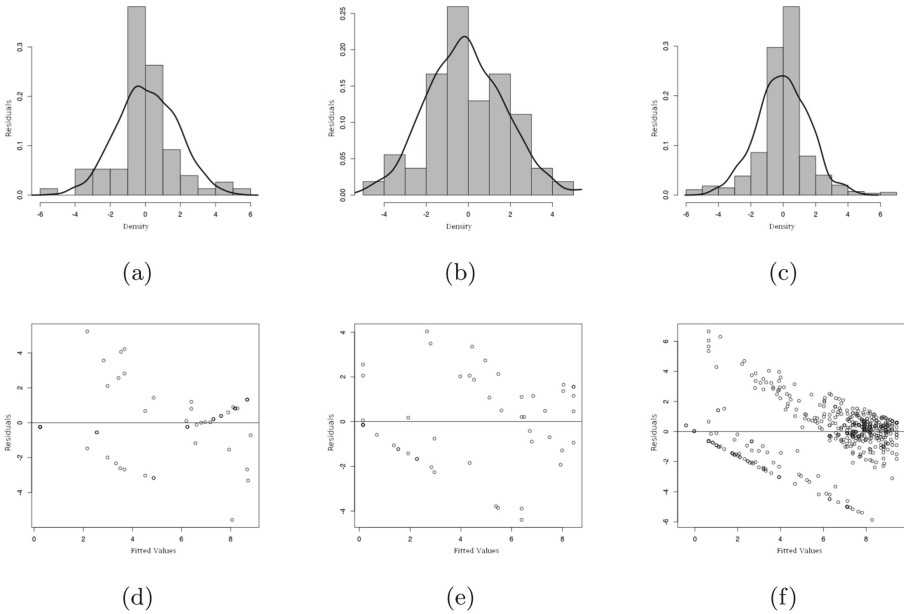 0.3
0.2
0.1
0.0
Residuals
-6 -4 -2 0 2 4 6
Density
(a)
0.25
0.20
0.15
0.10
0.05
0.00
Residuals
-4 -2 0 2 4
Density
(b)
0.3
0.2
0.1
0.0
Residuals
-6 -4 -2 0 2 4 6
Density
(c)
4
2
0
-2
-4
Residuals
0 2 4 6 8
Fitted Values
(d)
4
2
0
-2
-4
Residuals
0 2 4 6 8
Fitted Values
(e)
6
4
2
0
-2
-4
-6
Residuals
0 2 4 6 8
Fitted Values
(f)